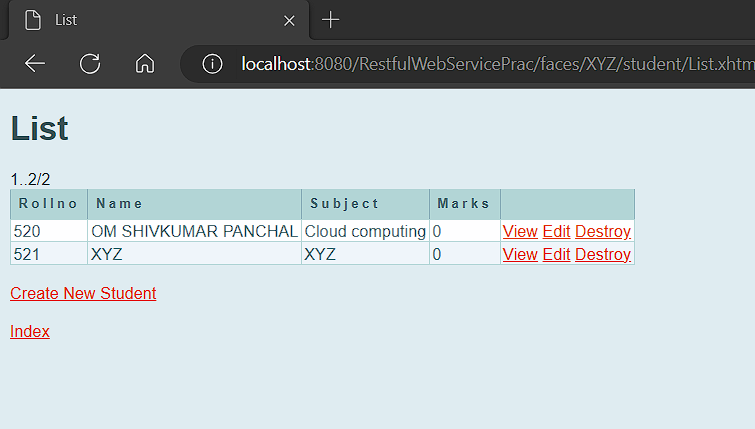 List
localhost:8080/RestfulWebServicePrac/faces/XYZ/student/List.xhtm
List
1..2/2
Rollno Name Subject Marks
520 OM SHIVKUMAR PANCHAL Cloud computing 0 View Edit Destroy
521 XYZ XYZ 0 View Edit Destroy
Create New Student
Index